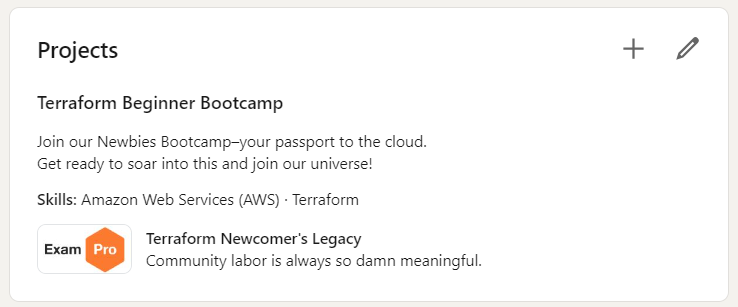 Projects
Terraform Beginner Bootcamp
Join our Newbies Bootcamp–your passport to the cloud.
Get ready to soar into this and join our universe!
Skills: Amazon Web Services (AWS) · Terraform
Exam Pro
Terraform Newcomer's Legacy
Community labor is always so damn meaningful.